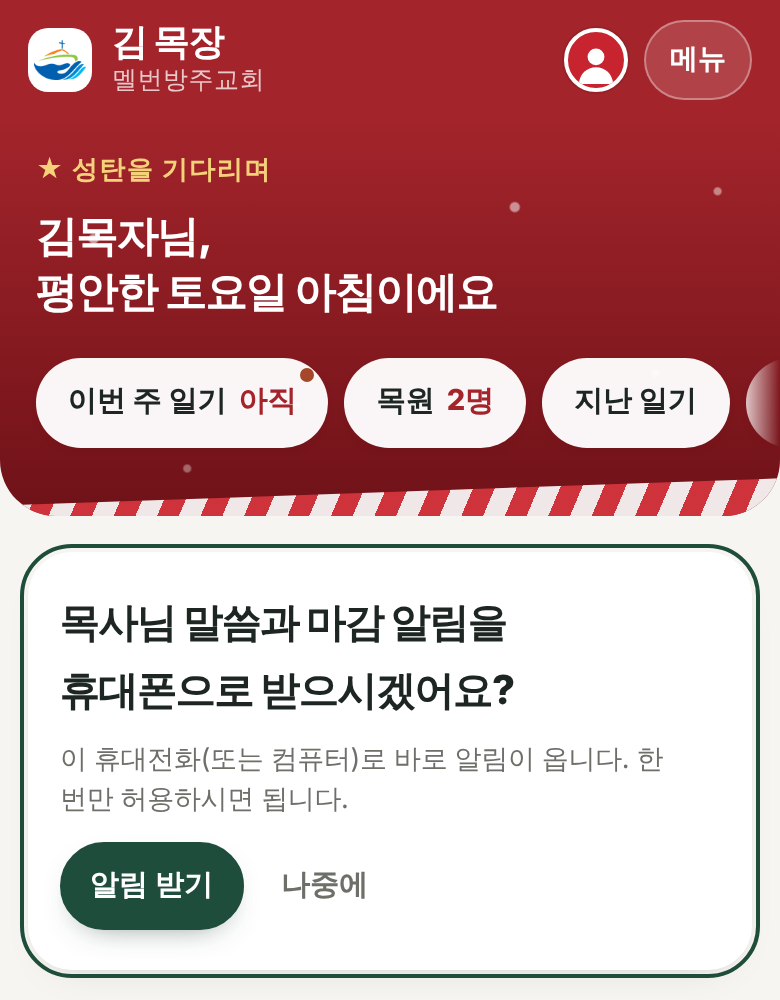 김 목장
멜번방주교회
메뉴
★ 성탄을 기다리며
김목자님,
평안한 토요일 아침이에요
이번 주 일기 아직
목원 2명
지난 일기
목사님 말씀과 마감 알림을
휴대폰으로 받으시겠어요?
이 휴대전화(또는 컴퓨터)로 바로 알림이 옵니다. 한
번만 허용하시면 됩니다.
알림 받기
나중에